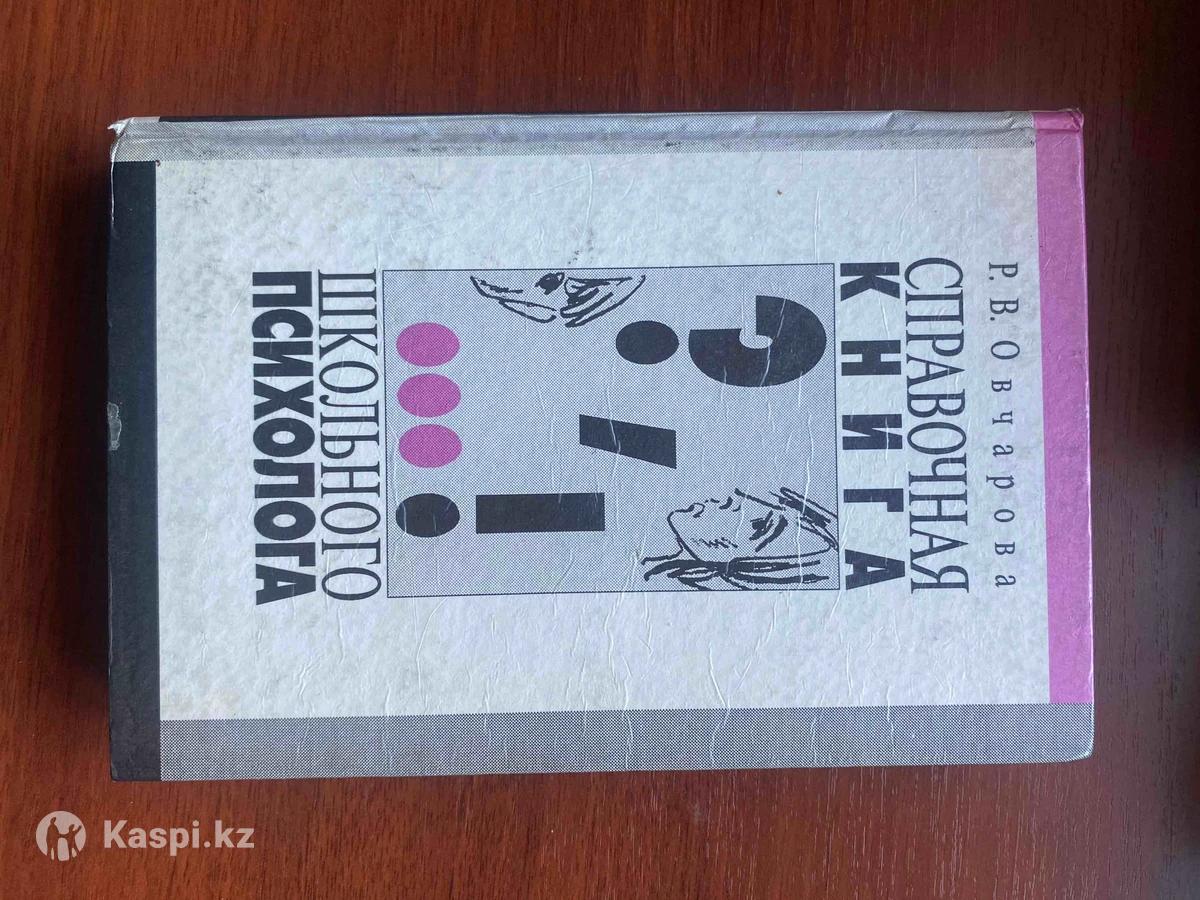 Р. В. Овчарова
СПРАВОЧНАЯ
КНИГА
ШКОЛЬНОГО
ПСИХОЛОГА
Kaspi.kz